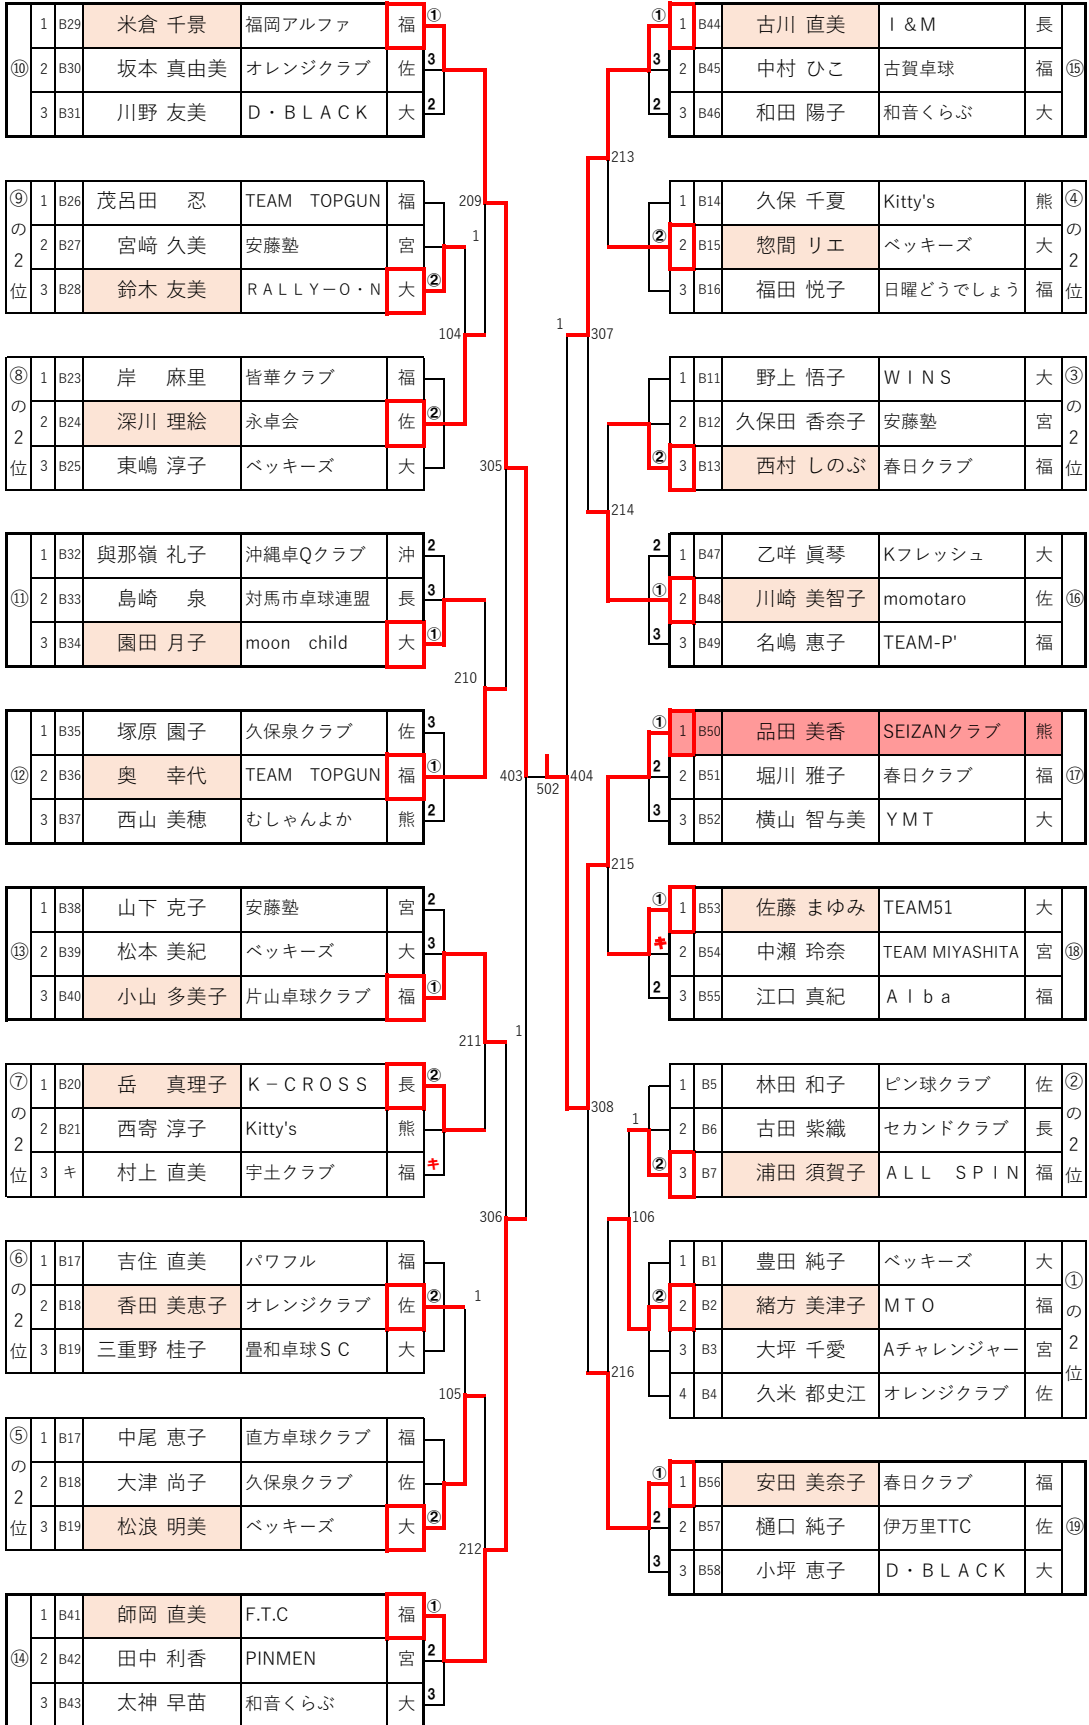 ⑩
1 B29 米倉 千景 福岡アルファ 福 ①
2 B30 坂本 真由美 オレンジクラブ 佐 3
3 B31 川野 友美 D・BLACK 大 2
⑨の2位
1 B26 茂呂田 忍 TEAM TOPGUN 福
2 B27 宮﨑 久美 安藤塾 宮
3 B28 鈴木 友美 RALLY－O・N 大 ②
209
1
104
⑧の2位
1 B23 岸 麻里 皆華クラブ 福
2 B24 深川 理絵 永卓会 佐 ②
3 B25 東嶋 淳子 ベッキーズ 大
305
⑪
1 B32 與那嶺 礼子 沖縄卓Qクラブ 沖 2
2 B33 島崎 泉 対馬市卓球連盟 長 3
3 B34 園田 月子 moon child 大 ①
210
⑫
1 B35 塚原 園子 久保泉クラブ 佐 3
2 B36 奥 幸代 TEAM TOPGUN 福 ①
3 B37 西山 美穂 むしゃんよか 熊 2
403
502
404
⑬
1 B38 山下 克子 安藤塾 宮 2
2 B39 松本 美紀 ベッキーズ 大 3
3 B40 小山 多美子 片山卓球クラブ 福 ①
211
1
⑦の2位
1 B20 岳 真理子 K－CROSS 長 ②
2 B21 西寄 淳子 Kitty's 熊
3 キ 村上 直美 宇土クラブ 福 キ
306
⑥の2位
1 B17 吉住 直美 パワフル 福
2 B18 香田 美恵子 オレンジクラブ 佐 ②
3 B19 三重野 桂子 畳和卓球SC 大
1
105
⑤の2位
1 B17 中尾 恵子 直方卓球クラブ 福
2 B18 大津 尚子 久保泉クラブ 佐
3 B19 松浪 明美 ベッキーズ 大 ②
212
⑭
1 B41 師岡 直美 F.T.C 福 ①
2 B42 田中 利香 PINMEN 宮 2
3 B43 太神 早苗 和音くらぶ 大 3
① 1 B44 古川 直美 I&M 長
3 2 B45 中村 ひこ 古賀卓球 福
2 3 B46 和田 陽子 和音くらぶ 大
⑮
213
1 B14 久保 千夏 Kitty's 熊
② 2 B15 惣間 リエ ベッキーズ 大
3 B16 福田 悦子 日曜どうでしょう 福
④の2位
1
307
1 B11 野上 悟子 WINS 大
2 B12 久保田 香奈子 安藤塾 宮
② 3 B13 西村 しのぶ 春日クラブ 福
③の2位
214
2 1 B47 乙咩 眞琴 Kフレッシュ 大
① 2 B48 川崎 美智子 momotaro 佐
3 3 B49 名嶋 惠子 TEAM-P' 福
⑯
① 1 B50 品田 美香 SEIZANクラブ 熊
2 2 B51 堀川 雅子 春日クラブ 福
3 3 B52 横山 智与美 YMT 大
⑰
215
① 1 B53 佐藤 まゆみ TEAM51 大
キ 2 B54 中瀬 玲奈 TEAM MIYASHITA 宮
2 3 B55 江口 真紀 Alba 福
⑱
308
1
1 B5 林田 和子 ピン球クラブ 佐
2 B6 古田 紫織 セカンドクラブ 長
② 3 B7 浦田 須賀子 ALL SPIN 福
②の2位
106
1 B1 豊田 純子 ベッキーズ 大
② 2 B2 緒方 美津子 MTO 福
3 B3 大坪 千愛 Aチャレンジャー 宮
4 B4 久米 都史江 オレンジクラブ 佐
①の2位
216
① 1 B56 安田 美奈子 春日クラブ 福
2 2 B57 樋口 純子 伊万里TTC 佐
3 3 B58 小坪 恵子 D・BLACK 大
⑲